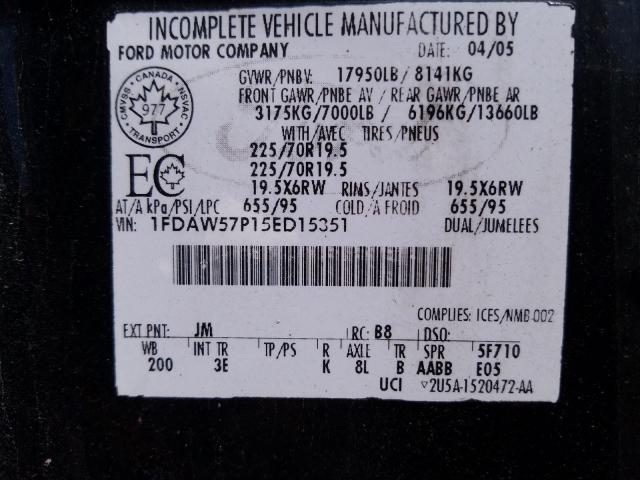 INCOMPLETE VEHICLE MANUFACTURED BY
FORD MOTOR COMPANY DATE: 04/05
GVWR/PNBV: 17950LB / 8141KG
FRONT GAWR/PNBE AV / REAR GAWR/PNBE AR
3175KG/7000LB / 6196KG/13660LB
WITH/AVEC TIRES/PNEUS
225/70R19.5
225/70R19.5
19.5X6RW RIMS/JANTES 19.5X6RW
AT/A kPa/PSI/LPC 655/95 COLD/A FROID 655/95
VIN: 1FDAW57P15ED15351 DUAL/JUMELEES
CMVSS · CANADA · NSVAC
977
TRANSPORT
EC
COMPLIES: ICES/NMB-002
EXT PNT: JM RC: B8 DSO:
WB INT TR TP/PS R AXLE TR SPR 5F710
200 3E K 8L B AABB E05
UCI ▽2U5A-1520472-AA